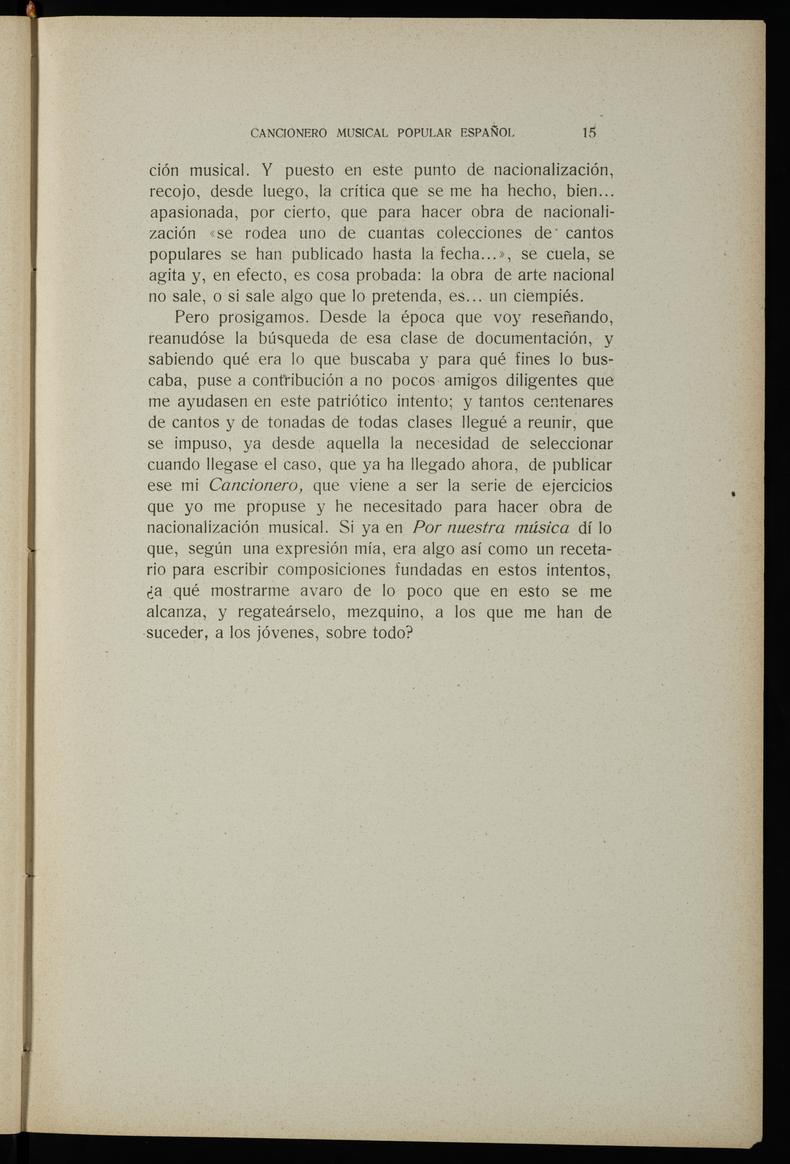 CANCIONERO MUSICAL POPULAR ESPAÑOL 15
ción musical. Y puesto en este punto de nacionalización,
recojo, desde luego, la crítica que se me ha hecho, bien...
apasionada, por cierto, que para hacer obra de nacionali-
zación «se rodea uno de cuantas colecciones de cantos
populares se han publicado hasta la fecha...», se cuela, se
agita y, en efecto, es cosa probada: la obra de arte nacional
no sale, o si sale algo que lo pretenda, es... un ciempiés.
Pero prosigamos. Desde la época que voy reseñando,
reanudóse la búsqueda de esa clase de documentación, y
sabiendo qué era lo que buscaba y para qué fines lo bus-
caba, puse a contribución a no pocos amigos diligentes que
me ayudasen en este patriótico intento; y tantos centenares
de cantos y de tonadas de todas clases llegué a reunir, que
se impuso, ya desde aquella la necesidad de seleccionar
cuando llegase el caso, que ya ha llegado ahora, de publicar
ese mi Cancionero, que viene a ser la serie de ejercicios
que yo me propuse y he necesitado para hacer obra de
nacionalización musical. Si ya en Por nuestra música dí lo
que, según una expresión mía, era algo así como un receta-
rio para escribir composiciones fundadas en estos intentos,
¿a qué mostrarme avaro de lo poco que en esto se me
alcanza, y regateárselo, mezquino, a los que me han de
suceder, a los jóvenes, sobre todo?